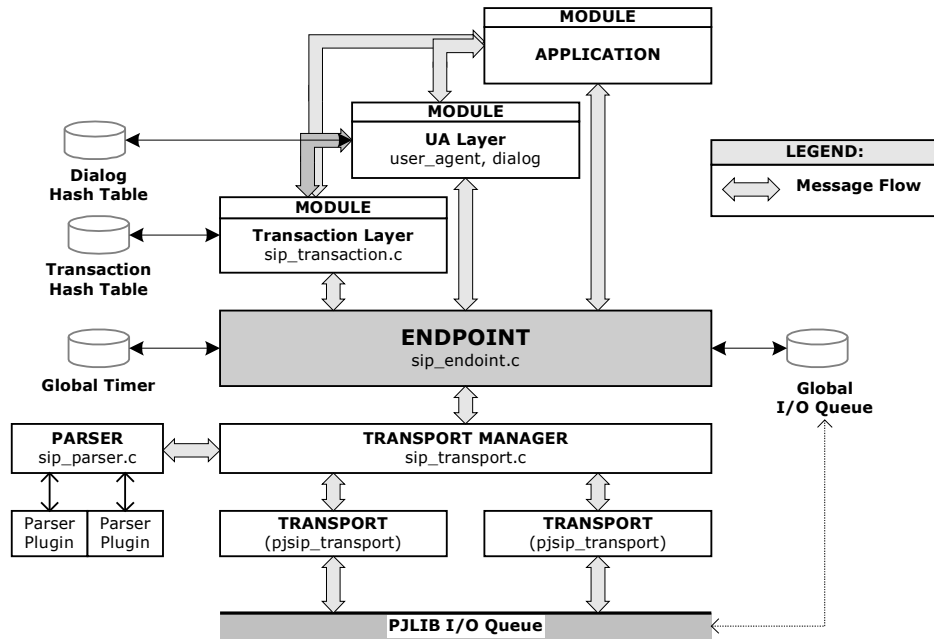 MODULE
APPLICATION
MODULE
UA Layer
user_agent, dialog
LEGEND:
Message Flow
Dialog
Hash Table
MODULE
Transaction Layer
sip_transaction.c
Transaction
Hash Table
ENDPOINT
sip_endoint.c
Global Timer
Global
I/O Queue
PARSER
sip_parser.c
TRANSPORT MANAGER
sip_transport.c
Parser
Plugin
Parser
Plugin
TRANSPORT
(pjsip_transport)
TRANSPORT
(pjsip_transport)
PJLIB I/O Queue